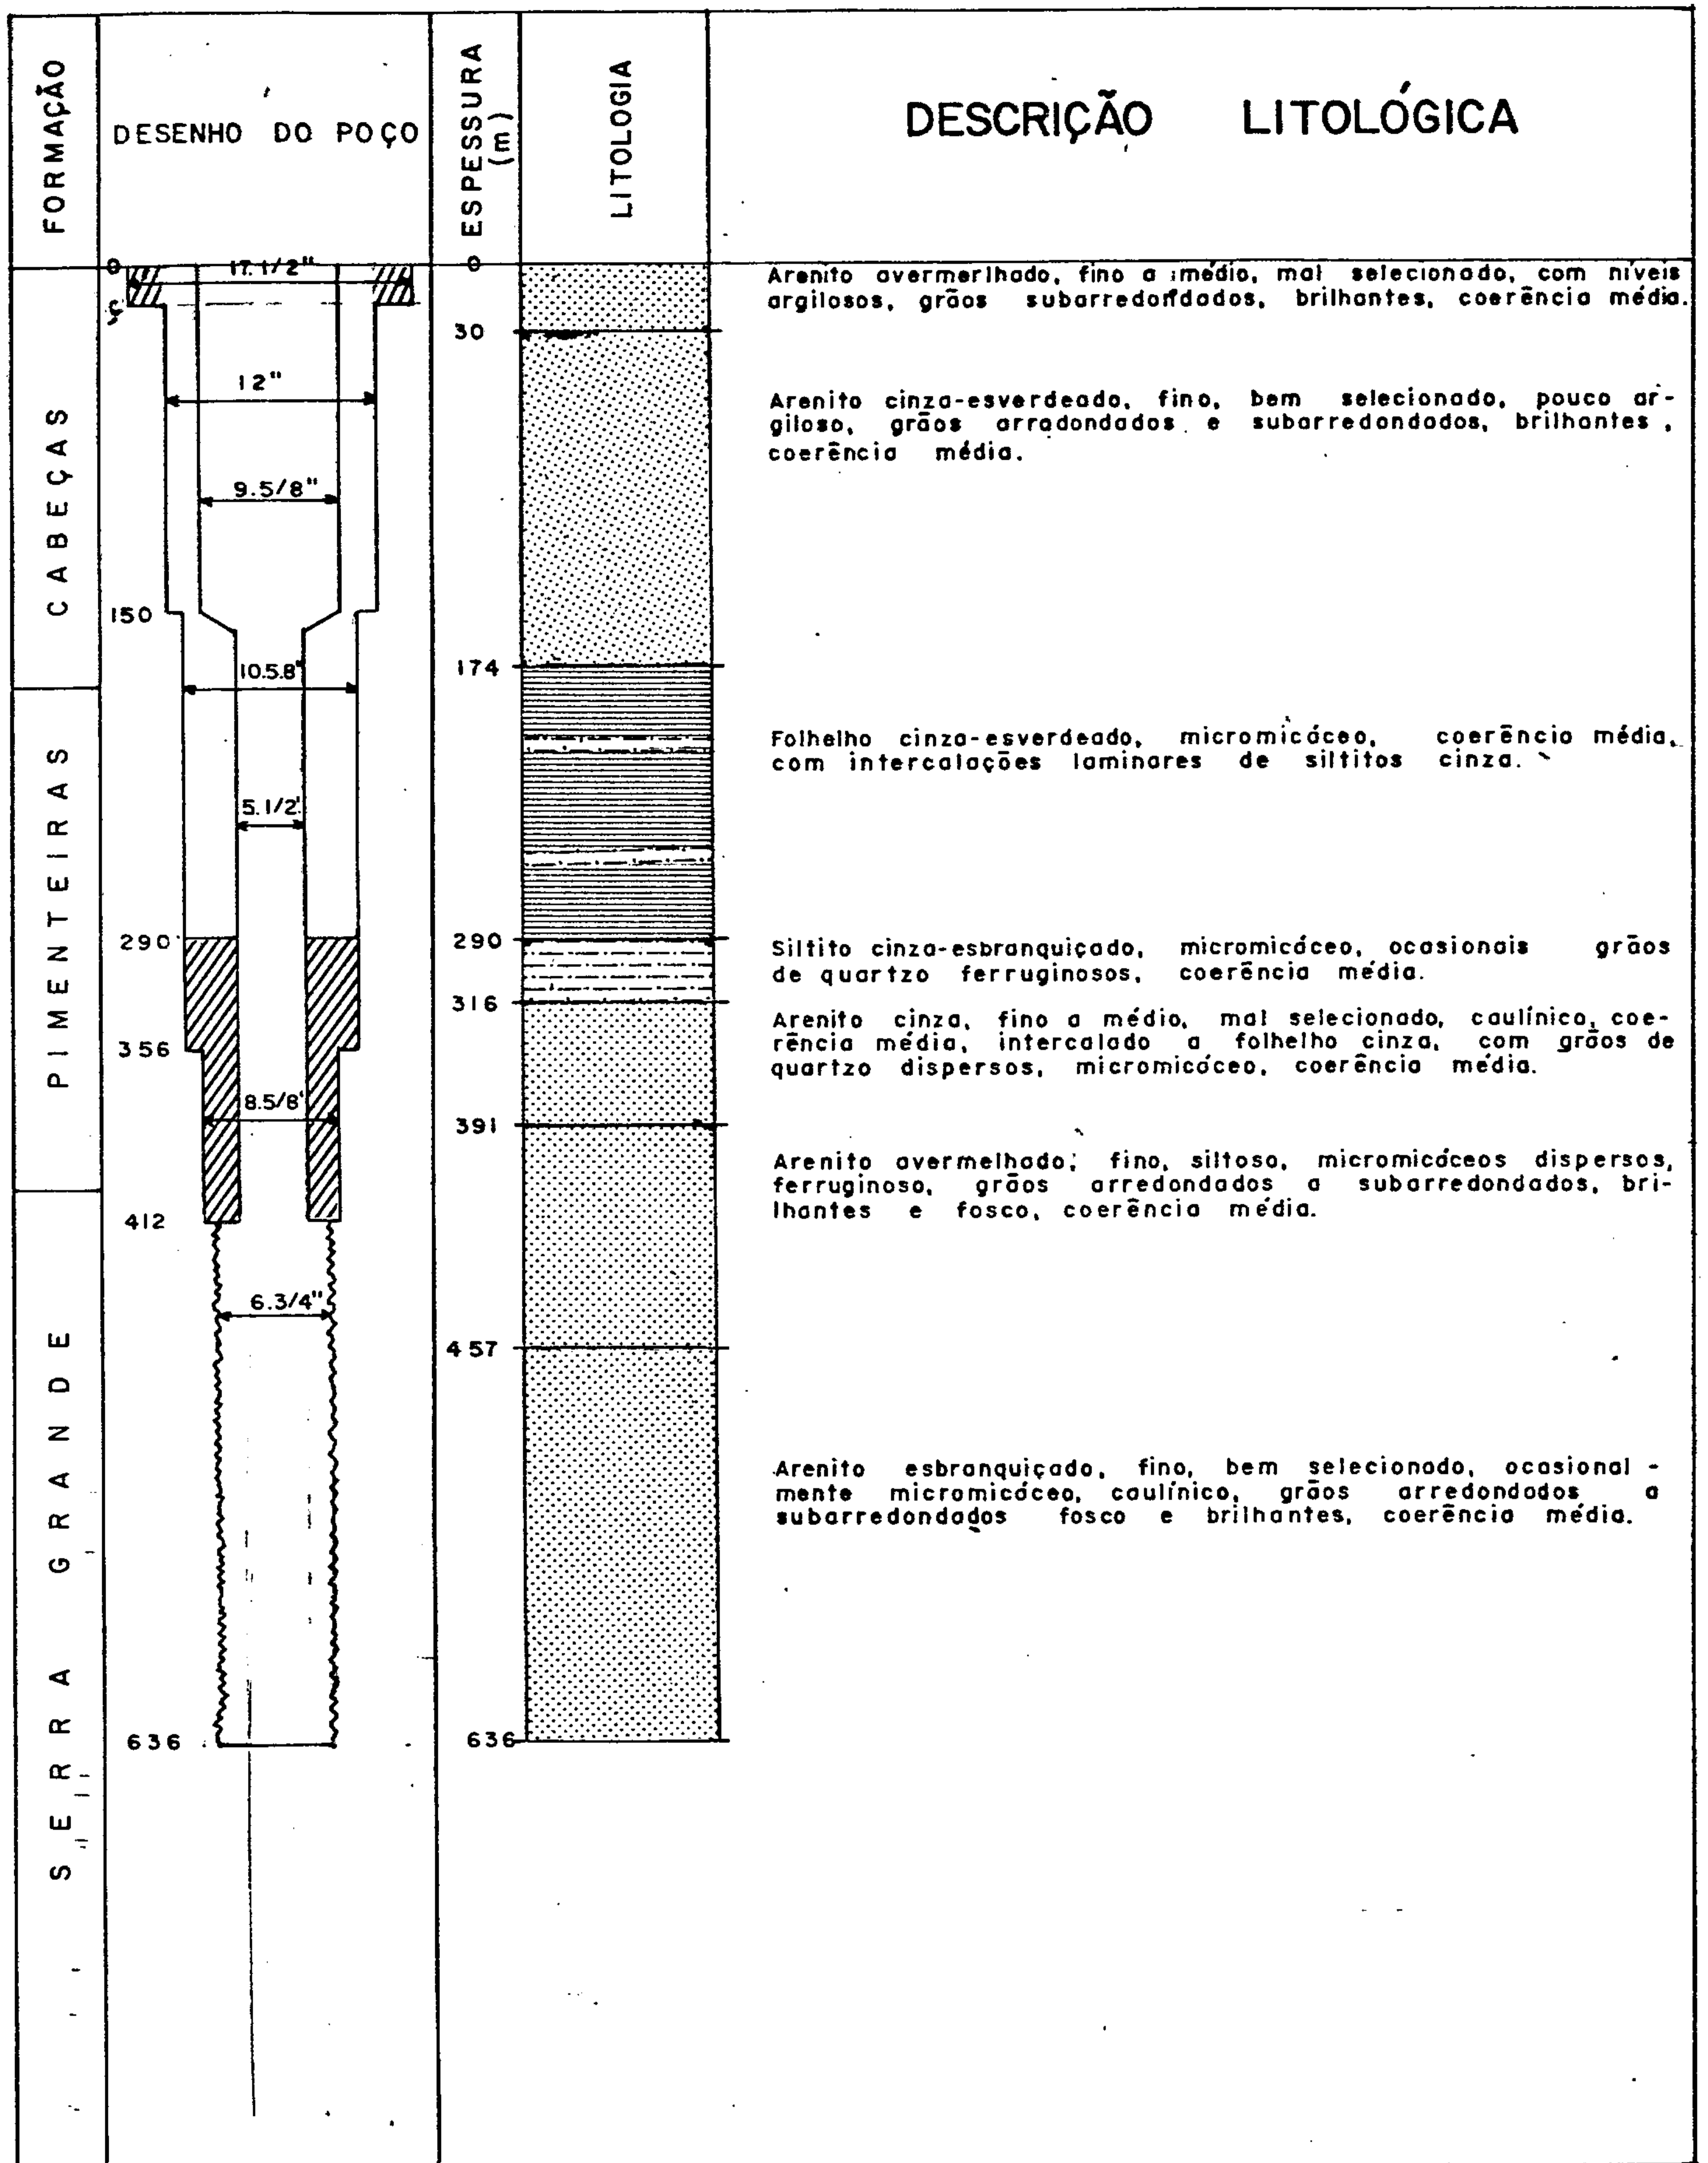 FORMAÇÃO
DESENHO DO POÇO
ESPESSURA
(m)
LITOLOGIA
DESCRIÇÃO LITOLÓGICA
CABEÇAS
PIMENTEIRAS
SERRA GRANDE
0
17.1/2"
12"
9.5/8"
150
10.5.8"
5.1/2'
290
356
8.5/8'
412
6.3/4"
636
0
30
174
290
316
391
457
636
Arenito avermerlhado, fino a médio, mal selecionado, com níveis
argilosos, grãos subarredondados, brilhantes, coerência média.
Arenito cinza-esverdeado, fino, bem selecionado, pouco ar-
giloso, grãos arradondados e subarredondados, brilhantes,
coerência média.
Folhelho cinza-esverdeado, micromicáceo, coerência média,
com intercalações laminares de siltitos cinza.
Siltito cinza-esbranquiçado, micromicáceo, ocasionais grãos
de quartzo ferruginosos, coerência média.
Arenito cinza, fino a médio, mal selecionado, caulínico, coe-
rência média, intercalado a folhelho cinza, com grãos de
quartzo dispersos, micromicáceo, coerência média.
Arenito avermelhado; fino, siltoso, micromicáceos dispersos,
ferruginoso, grãos arredondados a subarredondados, bri-
lhantes e fosco, coerência média.
Arenito esbranquiçado, fino, bem selecionado, ocasional-
mente micromicáceo, caulínico, grãos arredondados a
subarredondados fosco e brilhantes, coerência média.